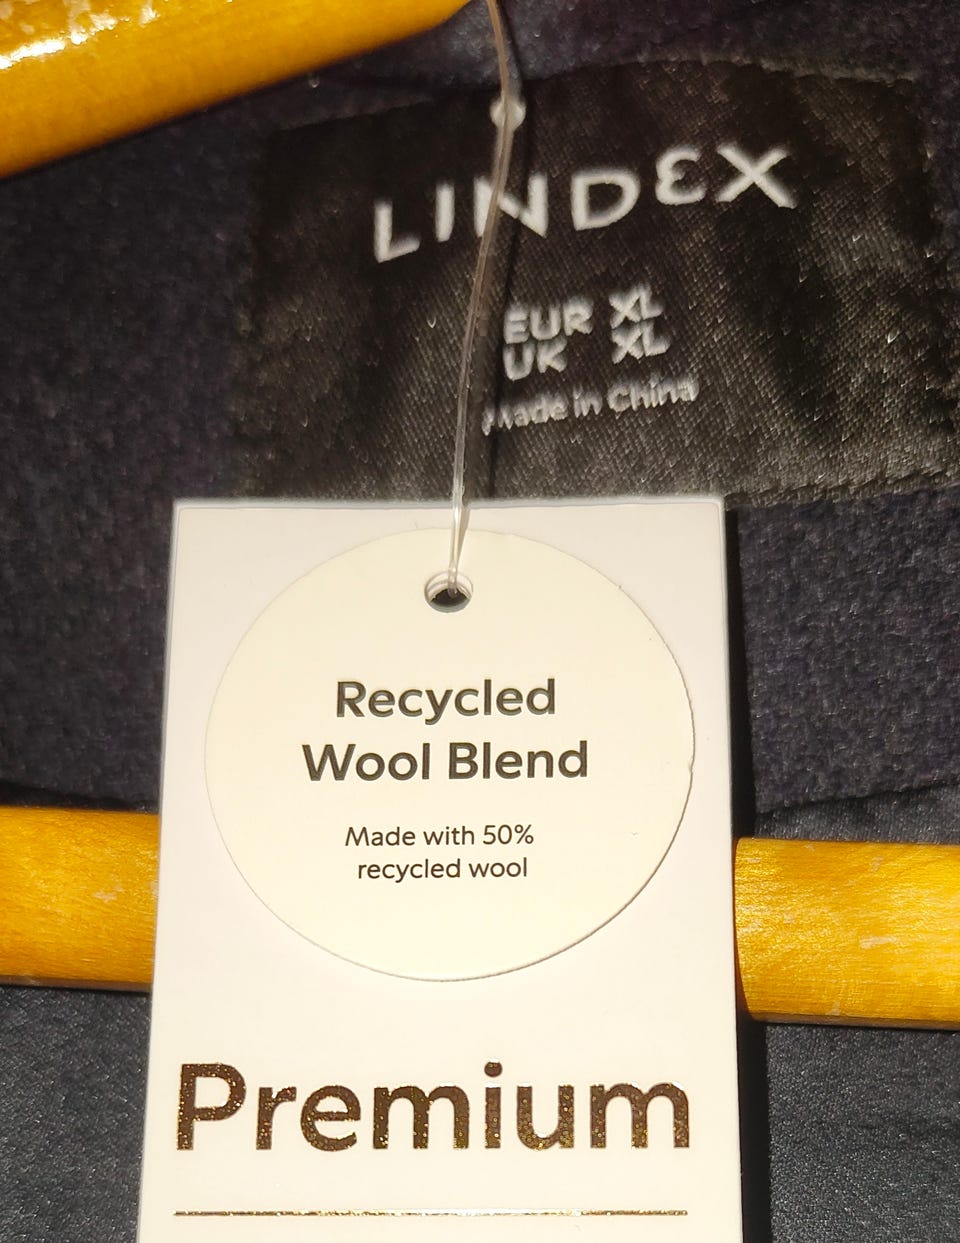 LINDEX
EUR XL
UK XL
Made in China
Recycled
Wool Blend
Made with 50%
recycled wool
Premium